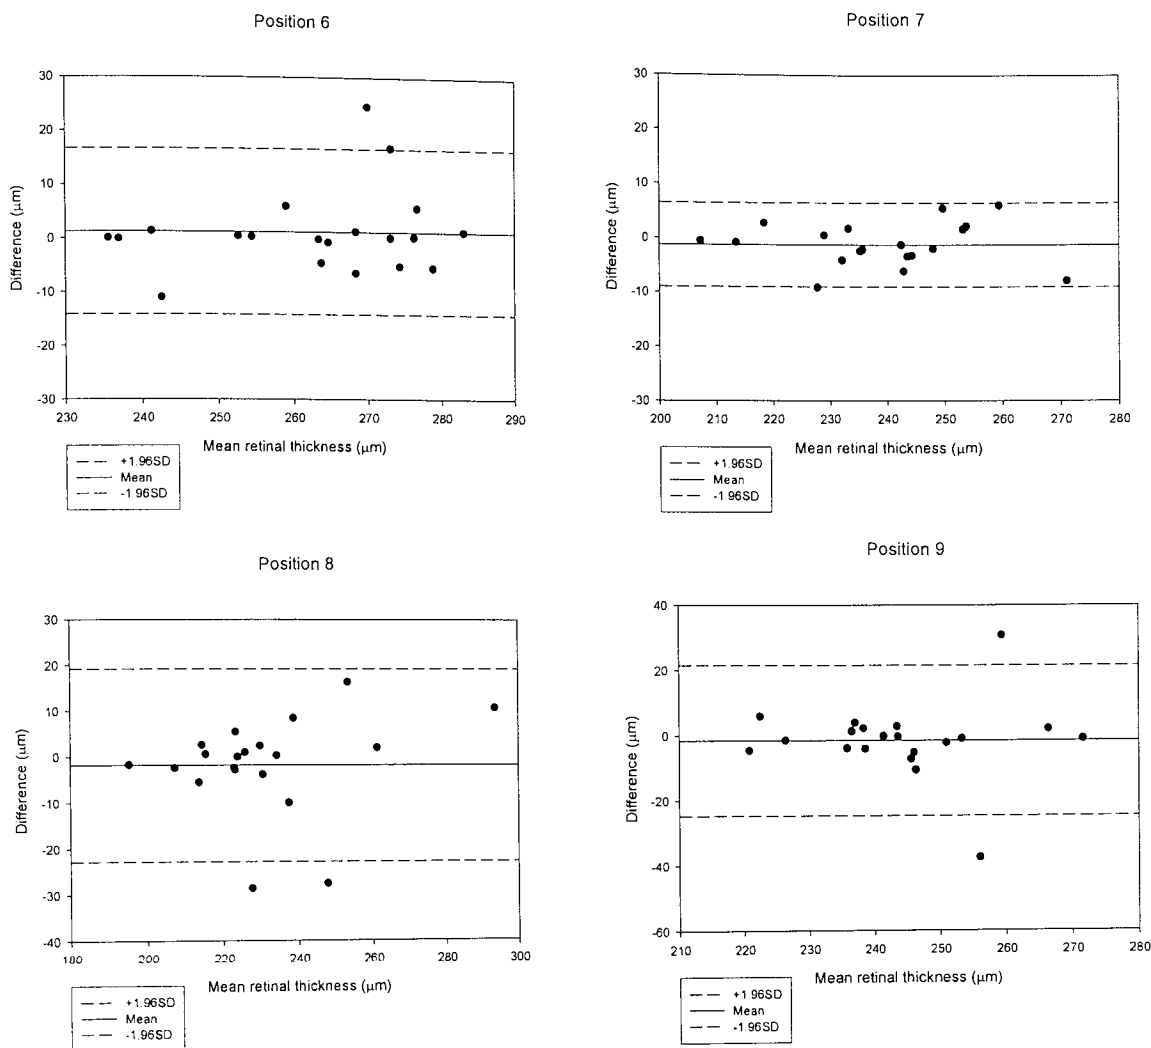 Position 6
30
20
10
0
-10
-20
-30
230 240 250 260 270 280 290
Difference (μm)
Mean retinal thickness (μm)
+1.96SD
Mean
-1.96SD
Position 7
30
20
10
0
-10
-20
-30
200 210 220 230 240 250 260 270 280
Difference (μm)
Mean retinal thickness (μm)
+1.96SD
Mean
-1.96SD
Position 8
30
20
10
0
-10
-20
-30
-40
180 200 220 240 260 280 300
Difference (μm)
Mean retinal thickness (μm)
+1.96SD
Mean
-1.96SD
Position 9
40
20
0
-20
-40
-60
210 220 230 240 250 260 270 280
Difference (μm)
Mean retinal thickness (μm)
+1.96SD
Mean
-1.96SD